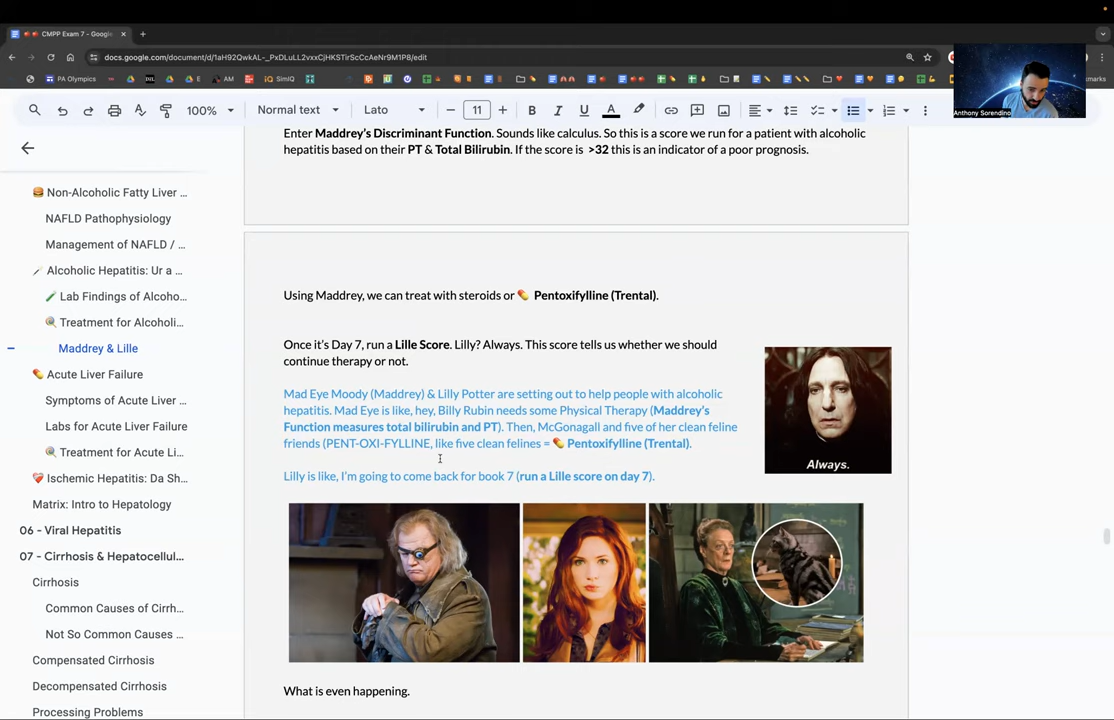 CMPP Exam 7 - Google
docs.google.com/document/d/1aH92QwkAL-_PxDLuLL2vxxCjHKSTirScCcAeNr9M1P8/edit
PA Olympics
DXL
E
AM
SimIQ
100%
Normal text
Lato
11
B I U A
Anthony Sorendino
Non-Alcoholic Fatty Liver ...
NAFLD Pathophysiology
Management of NAFLD / ...
Alcoholic Hepatitis: Ur a ...
Lab Findings of Alcoho...
Treatment for Alcoholi...
Maddrey & Lille
Acute Liver Failure
Symptoms of Acute Liver ...
Labs for Acute Liver Failure
Treatment for Acute Li...
Ischemic Hepatitis: Da Sh...
Matrix: Intro to Hepatology
06 - Viral Hepatitis
07 - Cirrhosis & Hepatocellul...
Cirrhosis
Common Causes of Cirrh...
Not So Common Causes ...
Compensated Cirrhosis
Decompensated Cirrhosis
Processing Problems
Enter Maddrey's Discriminant Function. Sounds like calculus. So this is a score we run for a patient with alcoholic
hepatitis based on their PT & Total Bilirubin. If the score is >32 this is an indicator of a poor prognosis.
Using Maddrey, we can treat with steroids or 💊 Pentoxifylline (Trental).
Once it's Day 7, run a Lille Score. Lilly? Always. This score tells us whether we should
continue therapy or not.
Mad Eye Moody (Maddrey) & Lilly Potter are setting out to help people with alcoholic
hepatitis. Mad Eye is like, hey, Billy Rubin needs some Physical Therapy (Maddrey's
Function measures total bilirubin and PT). Then, McGonagall and five of her clean feline
friends (PENT-OXI-FYLLINE, like five clean felines = 💊 Pentoxifylline (Trental).
Lilly is like, I'm going to come back for book 7 (run a Lille score on day 7).
Always.
What is even happening.